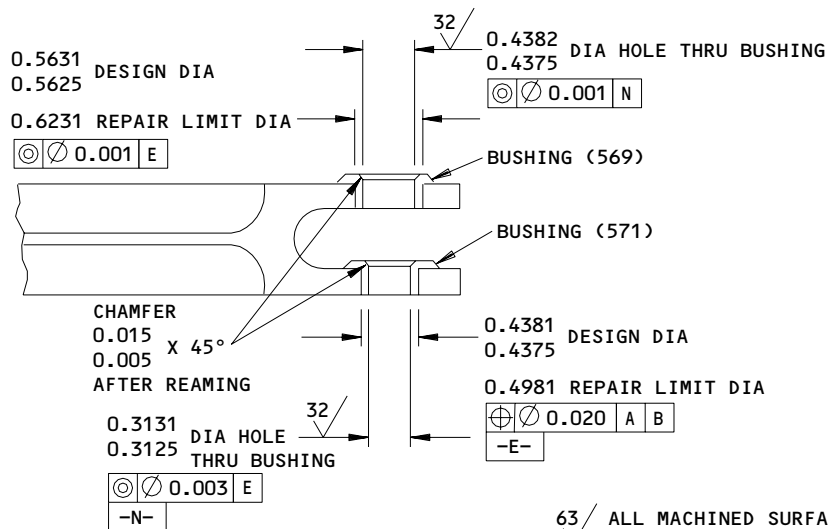 32
0.5631
0.5625 DESIGN DIA
0.6231 REPAIR LIMIT DIA
◎ ∅ 0.001 E
0.4382
0.4375 DIA HOLE THRU BUSHING
◎ ∅ 0.001 N
BUSHING (569)
BUSHING (571)
CHAMFER
0.015
0.005 X 45°
AFTER REAMING
0.4381
0.4375 DESIGN DIA
0.4981 REPAIR LIMIT DIA
⌖ ∅ 0.020 A B
-E-
32
0.3131
0.3125 DIA HOLE
THRU BUSHING
◎ ∅ 0.003 E
-N-
63 ALL MACHINED SURFA